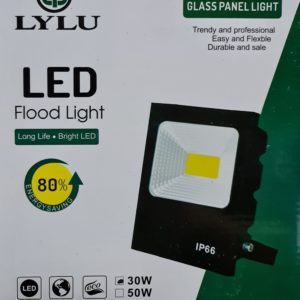 LYLU
GLASS PANEL LIGHT
Trendy and professional
Easy and Flexble
Durable and sale
LED
Flood Light
Long Life • Bright LED
80%
ENERGYSAVING
IP66
LED
eco
30W
50W